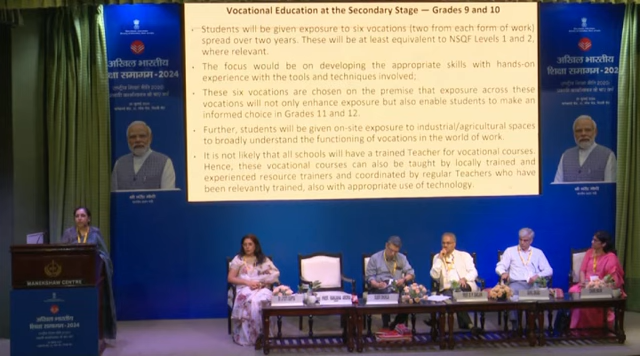 Vocational Education at the Secondary Stage — Grades 9 and 10
• Students will be given exposure to six vocations (two from each form of work)
spread over two years. These will be at least equivalent to NSQF Levels 1 and 2,
where relevant.
• The focus would be on developing the appropriate skills with hands-on
experience with the tools and techniques involved;
• These six vocations are chosen on the premise that exposure across these
vocations will not only enhance exposure but also enable students to make an
informed choice in Grades 11 and 12.
• Further, students will be given on-site exposure to industrial/agricultural spaces
to broadly understand the functioning of vocations in the world of work.
• It is not likely that all schools will have a trained Teacher for vocational courses.
Hence, these vocational courses can also be taught by locally trained and
experienced resource trainers and coordinated by regular Teachers who have
been relevantly trained, also with appropriate use of technology.
अखिल भारतीय
शिक्षा समागम-2024
अखिल भारतीय
शिक्षा समागम-2024
श्री नरेंद्र मोदी
MANEKSHAW CENTRE
अखिल भारतीय
शिक्षा समागम-2024